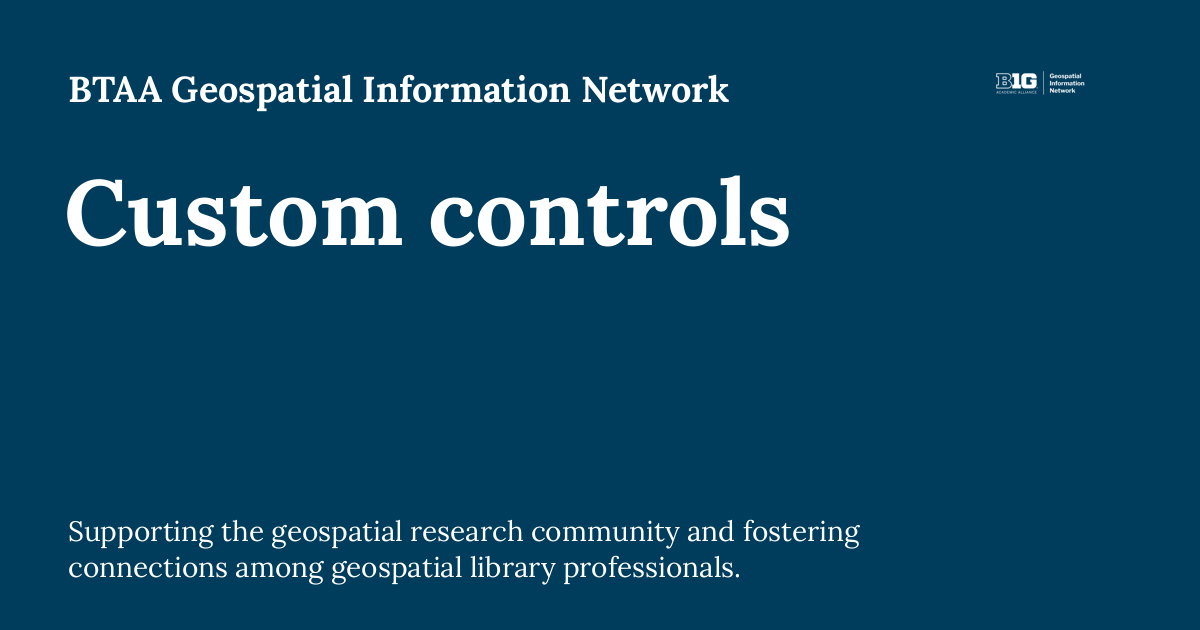 BTAA Geospatial Information Network
B1G
ACADEMIC ALLIANCE
Geospatial
Information
Network
Custom controls
Supporting the geospatial research community and fostering
connections among geospatial library professionals.